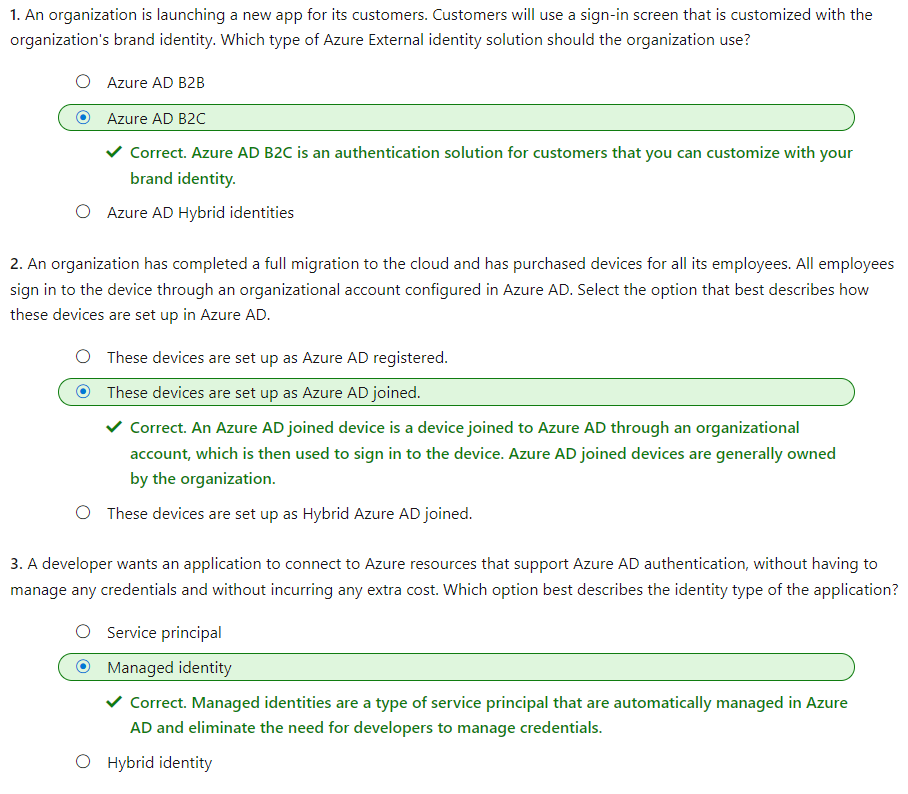 1. An organization is launching a new app for its customers. Customers will use a sign-in screen that is customized with the
organization's brand identity. Which type of Azure External identity solution should the organization use?
Azure AD B2B
Azure AD B2C
Correct. Azure AD B2C is an authentication solution for customers that you can customize with your
brand identity.
Azure AD Hybrid identities
2. An organization has completed a full migration to the cloud and has purchased devices for all its employees. All employees
sign in to the device through an organizational account configured in Azure AD. Select the option that best describes how
these devices are set up in Azure AD.
These devices are set up as Azure AD registered.
These devices are set up as Azure AD joined.
Correct. An Azure AD joined device is a device joined to Azure AD through an organizational
account, which is then used to sign in to the device. Azure AD joined devices are generally owned
by the organization.
These devices are set up as Hybrid Azure AD joined.
3. A developer wants an application to connect to Azure resources that support Azure AD authentication, without having to
manage any credentials and without incurring any extra cost. Which option best describes the identity type of the application?
Service principal
Managed identity
Correct. Managed identities are a type of service principal that are automatically managed in Azure
AD and eliminate the need for developers to manage credentials.
Hybrid identity